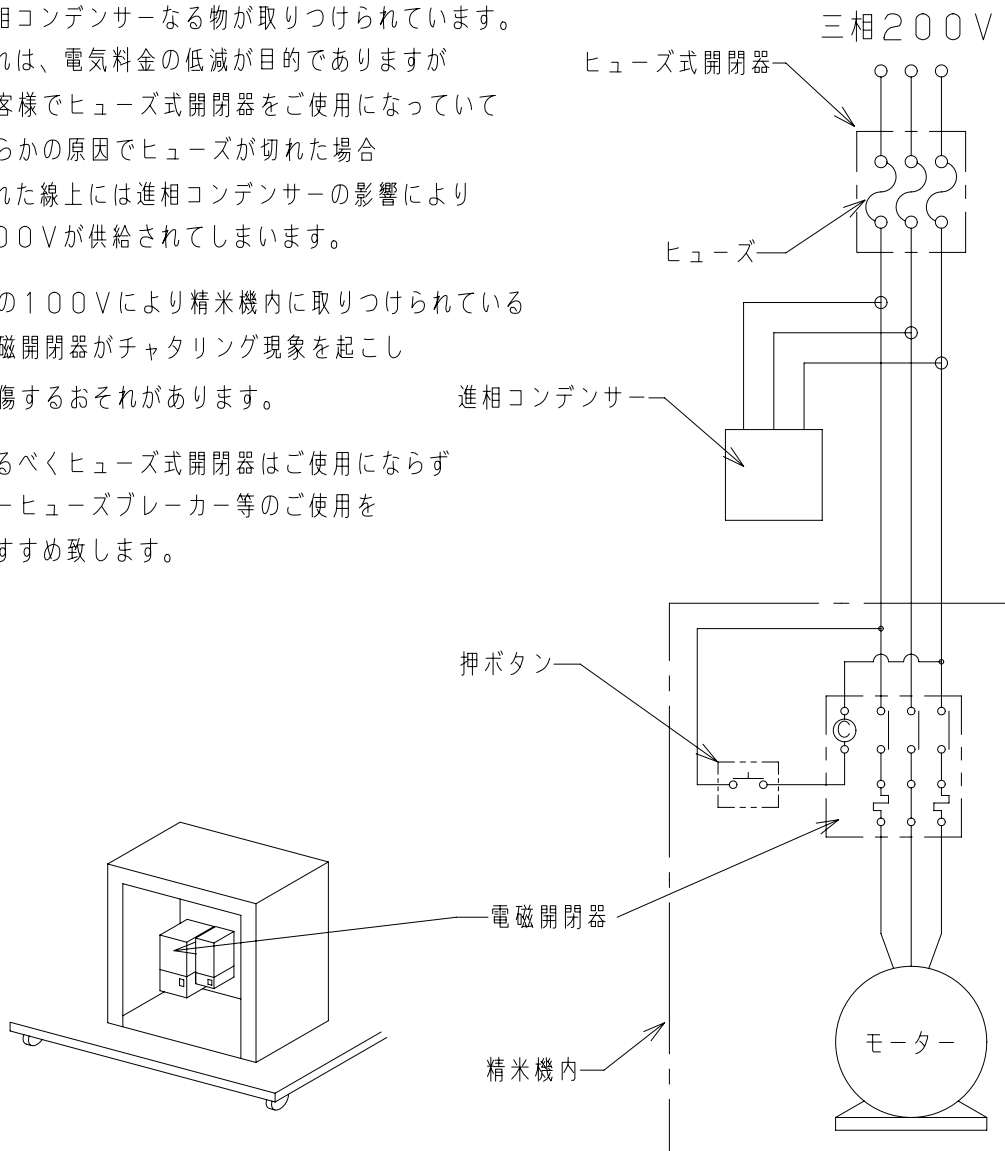 相コンデンサーなる物が取りつけられています。
れは、電気料金の低減が目的でありますが
客様でヒューズ式開閉器をご使用になっていて
らかの原因でヒューズが切れた場合
れた線上には進相コンデンサーの影響により
００Ｖが供給されてしまいます。
の１００Ｖにより精米機内に取りつけられている
磁開閉器がチャタリング現象を起こし
傷するおそれがあります。
るべくヒューズ式開閉器はご使用にならず
ーヒューズブレーカー等のご使用を
すすめ致します。
三相２００Ｖ
ヒューズ式開閉器
ヒューズ
進相コンデンサー
押ボタン
C
電磁開閉器
精米機内
モーター